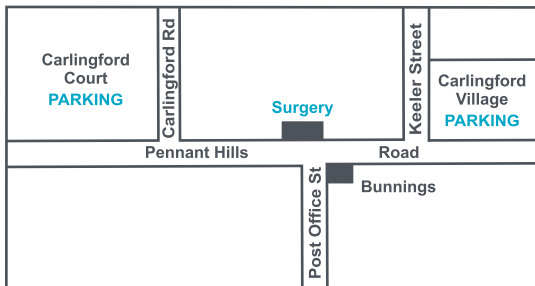 Carlingford
Court
PARKING
Carlingford Rd
Surgery
Keeler Street
Carlingford
Village
PARKING
Pennant Hills Road
Post Office St
Bunnings